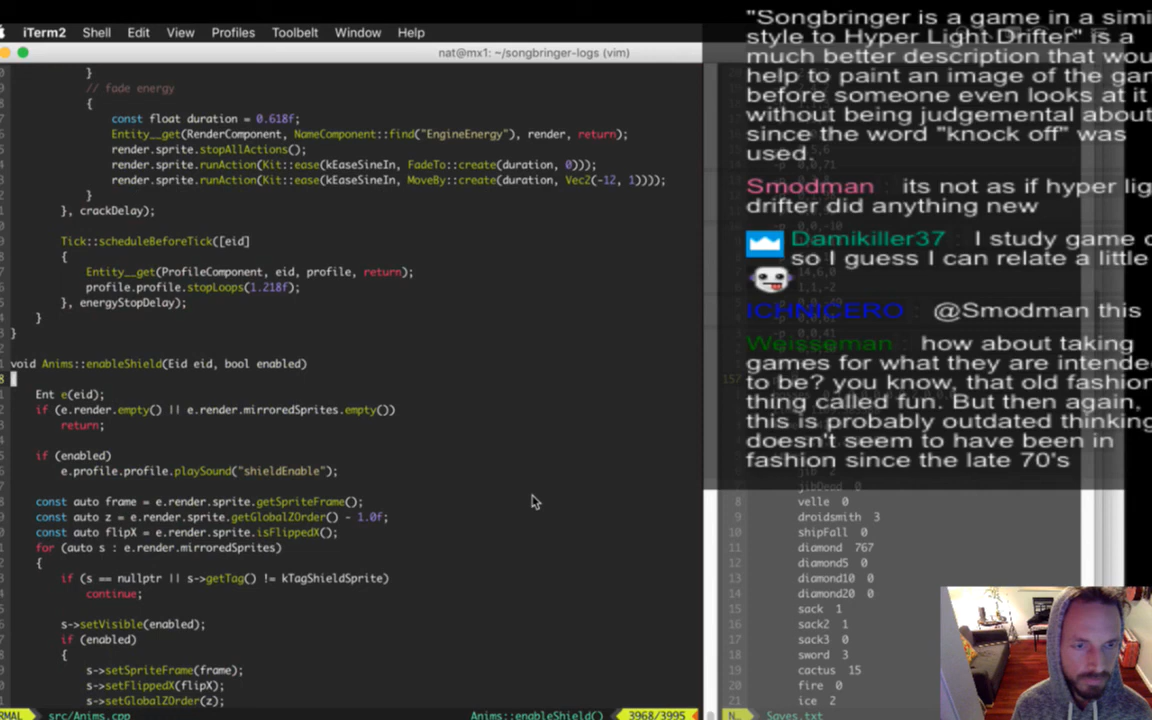 iTerm2 Shell Edit View Profiles Toolbelt Window Help
nat@mx1: ~/songbringer-logs (vim)
}
// fade energy
{
const float duration = 0.618f;
Entity__get(RenderComponent, NameComponent::find("EngineEnergy"), render, return);
render.sprite.stopAllActions();
render.sprite.runAction(Kit::ease(kEaseSineIn, FadeTo::create(duration, 0)));
render.sprite.runAction(Kit::ease(kEaseSineIn, MoveBy::create(duration, Vec2(-12, 1))));
}
}, crackDelay);
Tick::scheduleBeforeTick([eid]
{
Entity__get(ProfileComponent, eid, profile, return);
profile.profile.stopLoops(1.218f);
}, energyStopDelay);
}
}
void Anims::enableShield(Eid eid, bool enabled)
Ent e(eid);
if (e.render.empty() || e.render.mirroredSprites.empty())
return;
if (enabled)
e.profile.profile.playSound("shieldEnable");
const auto frame = e.render.sprite.getSpriteFrame();
const auto z = e.render.sprite.getGlobalZOrder() - 1.0f;
const auto flipX = e.render.sprite.isFlippedX();
for (auto s : e.render.mirroredSprites)
{
if (s == nullptr || s->getTag() != kTagShieldSprite)
continue;
s->setVisible(enabled);
if (enabled)
{
s->setSpriteFrame(frame);
s->setFlippedX(flipX);
s->setGlobalZOrder(z);
RMAL src/Anims.cpp Anims::enableShield() 3968/3995
"Songbringer is a game in a simi
style to Hyper Light Drifter" is a
much better description that wou
help to paint an image of the ga
before someone even looks at it
without being judgemental about
since the word "knock off" was
used.
Smodman its not as if hyper lig
drifter did anything new
Damikiller37 : I study game
so I guess I can relate a little
ICHNICERO : @Smodman this
Weisseman : how about taking
games for what they are intende
to be? you know, that old fashion
thing called fun. But then again,
this is probably outdated thinking
doesn't seem to have been in
fashion since the late 70's
jibDead 0
8 velle 0
9 droidsmith 3
10 shipFall 0
11 diamond 767
12 diamond5 0
13 diamond10 0
14 diamond20 0
15 sack 1
16 sack2 1
17 sack3 0
18 sword 3
19 cactus 15
20 fire 0
21 ice 2
N… Saves.txt